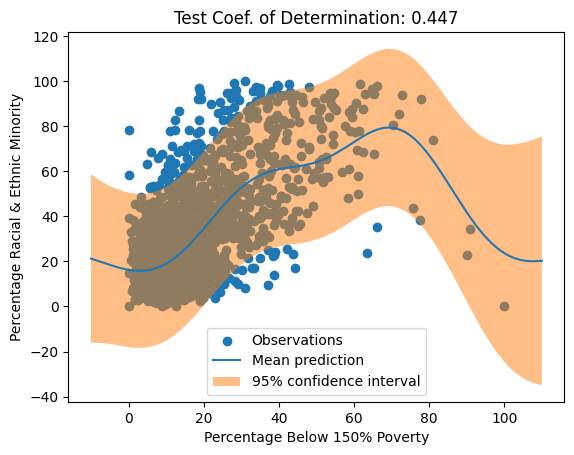 Test Coef. of Determination: 0.447
120
100
80
60
40
20
0
−20
−40
Percentage Racial & Ethnic Minority
Observations
Mean prediction
95% confidence interval
0
20
40
60
80
100
Percentage Below 150% Poverty